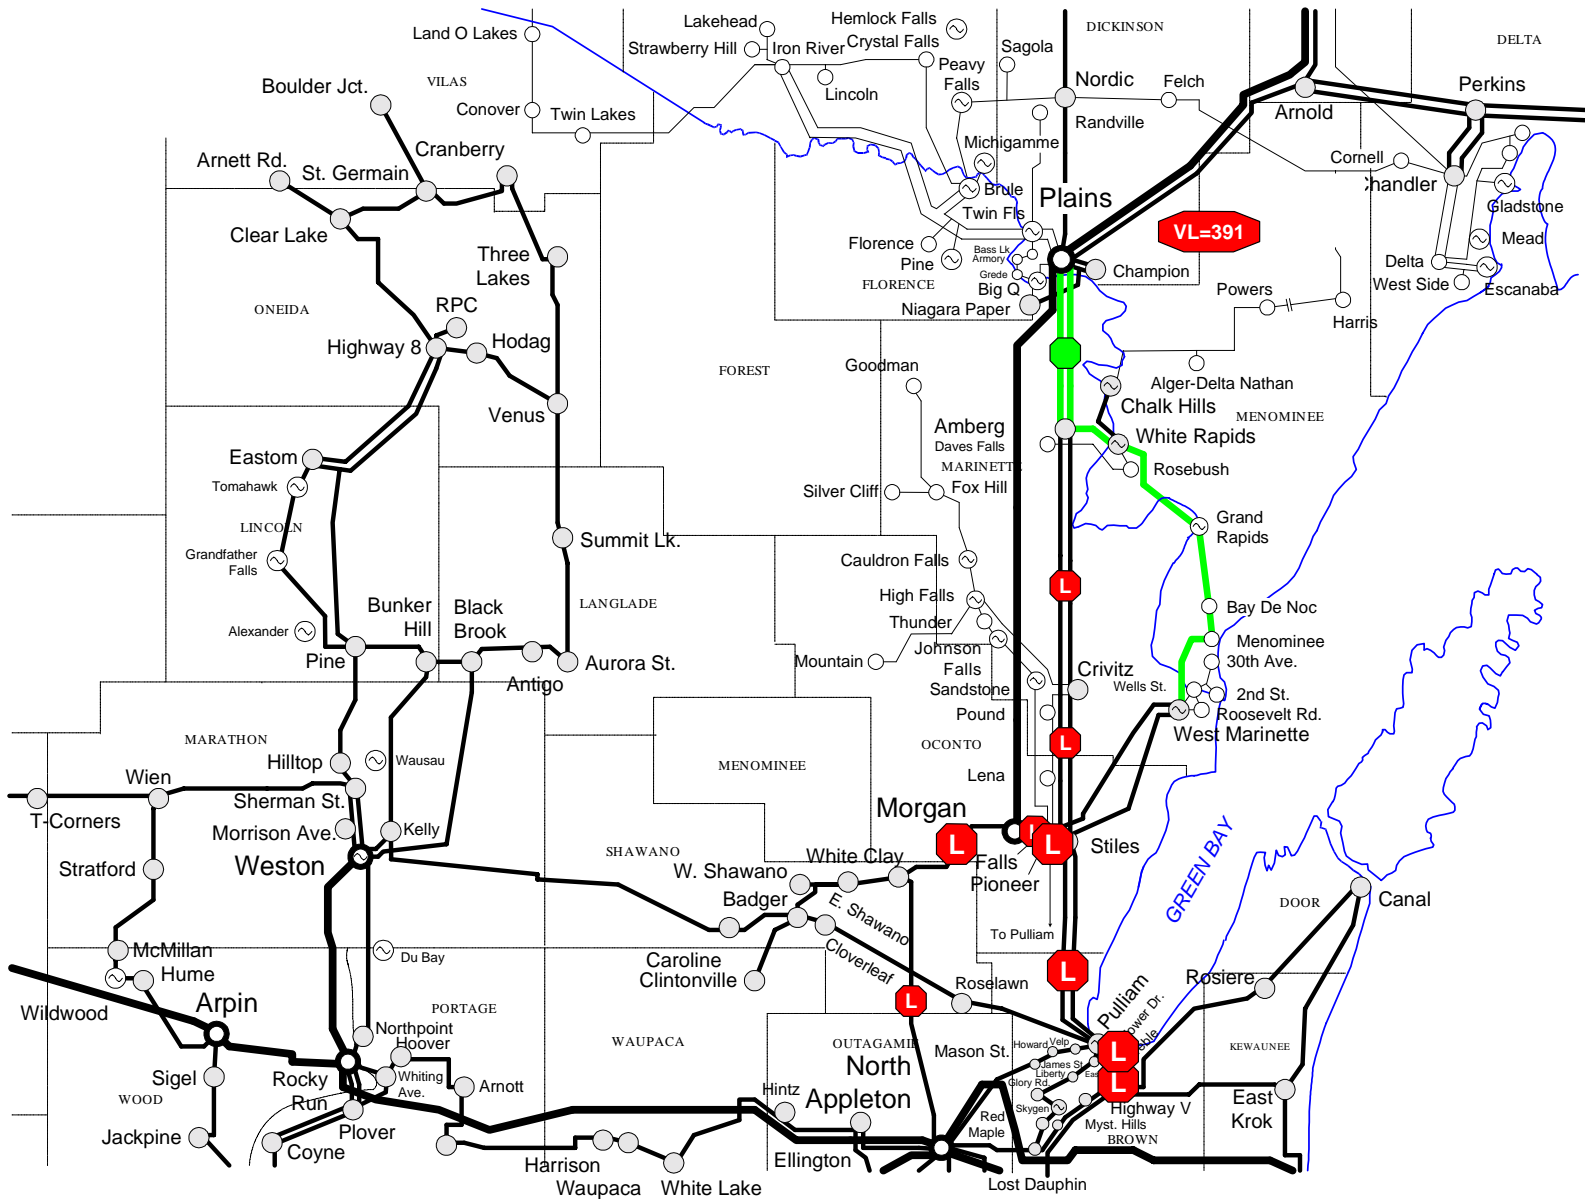 Land O Lakes
Lakehead
Hemlock Falls
DICKINSON
DELTA
Strawberry Hill
Iron River
Crystal Falls
Sagola
VILAS
Boulder Jct.
Peavy
Falls
Nordic
Felch
Perkins
Conover
Twin Lakes
Lincoln
Randville
Arnold
Arnett Rd.
St. Germain
Cranberry
Michigamme
Cornell
Brule
Plains
Chandler
Gladstone
Clear Lake
Twin Fls
VL=391
Mead
Three
Lakes
Florence
Pine
Bass Lk
Armory
Grede
Big Q
Champion
Delta
West Side
Escanaba
FLORENCE
Niagara Paper
Powers
Harris
ONEIDA
RPC
Highway 8
Hodag
FOREST
Goodman
Alger-Delta Nathan
Chalk Hills
MENOMINEE
Venus
Amberg
Daves Falls
White Rapids
Eastom
MARINETTE
Rosebush
Tomahawk
Silver Cliff
Fox Hill
LINCOLN
Grand
Rapids
Summit Lk.
Grandfather
Falls
Cauldron Falls
L
High Falls
Bunker
Hill
Black
Brook
LANGLADE
Thunder
Bay De Noc
Alexander
Pine
Aurora St.
Mountain
Johnson
Falls
Menominee
30th Ave.
Antigo
Sandstone
Crivitz
Wells St.
2nd St.
Pound
Roosevelt Rd.
West Marinette
MARATHON
OCONTO
L
Hilltop
Wausau
MENOMINEE
Lena
Wien
Sherman St.
T-Corners
Morrison Ave.
Kelly
Morgan
L
L
L
Stiles
GREEN BAY
Weston
SHAWANO
White Clay
Falls
Pioneer
Stratford
W. Shawano
Badger
E. Shawano
DOOR
Canal
McMillan
Hume
Du Bay
Caroline
Clintonville
Cloverleaf
To Pulliam
L
Rosiere
Wildwood
Arpin
PORTAGE
L
Roselawn
Pulliam
Northpoint
Hoover
WAUPACA
OUTAGAMIE
Mason St.
Howard
Velp
L
KEWAUNEE
Sigel
Rocky
Run
Whiting
Ave.
Arnott
North
Appleton
James St.
Liberty
Glory Rd.
L
WOOD
Hintz
Skygen
Highway V
East
Krok
Jackpine
Plover
Coyne
Red
Maple
Myst. Hills
BROWN
Harrison
Waupaca
White Lake
Ellington
Lost Dauphin